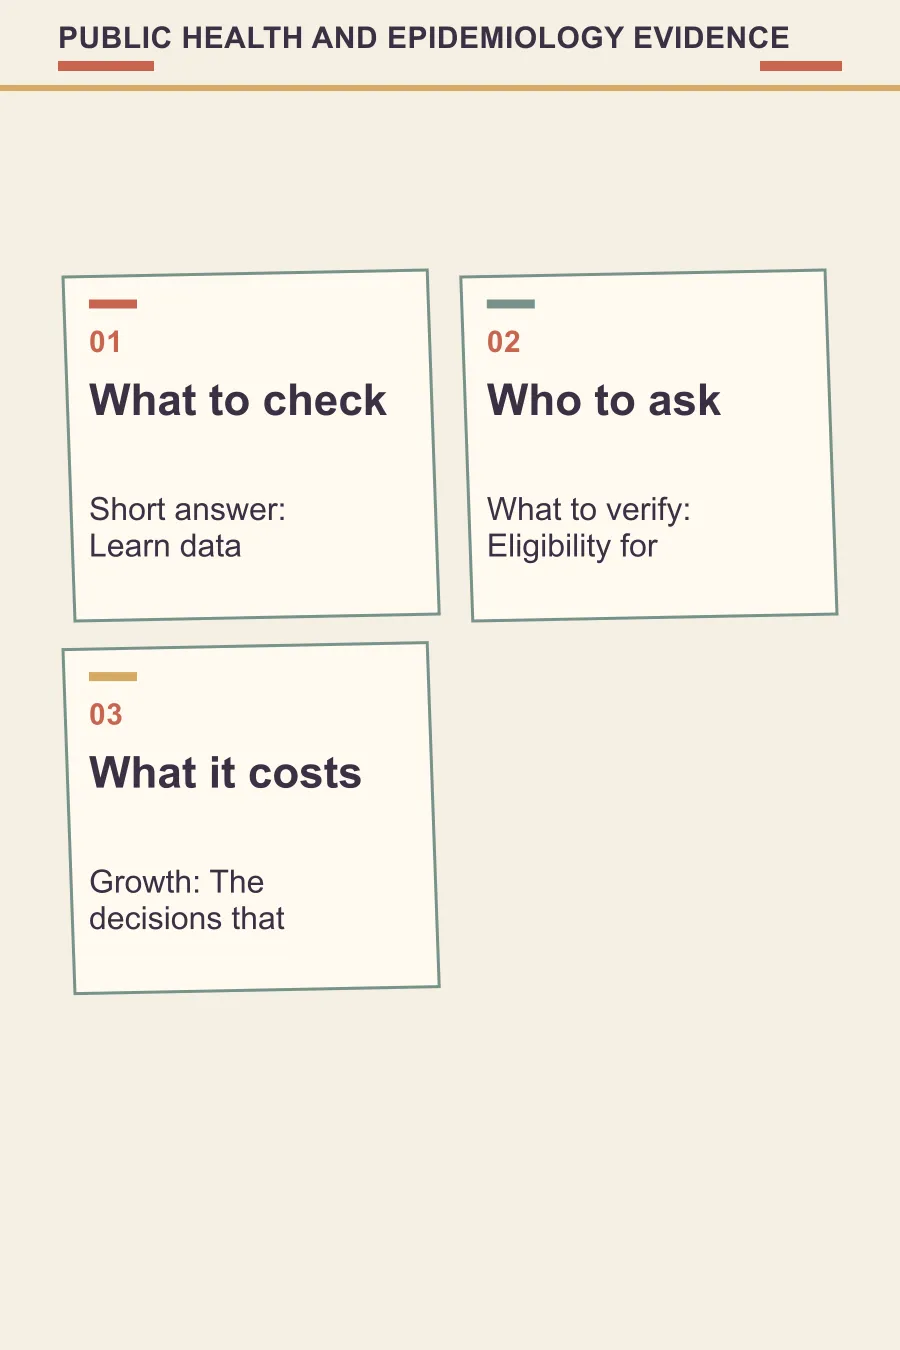 PUBLIC HEALTH AND EPIDEMIOLOGY EVIDENCE
01
What to check
Short answer:
Learn data
02
Who to ask
What to verify:
Eligibility for
03
What it costs
Growth: The
decisions that